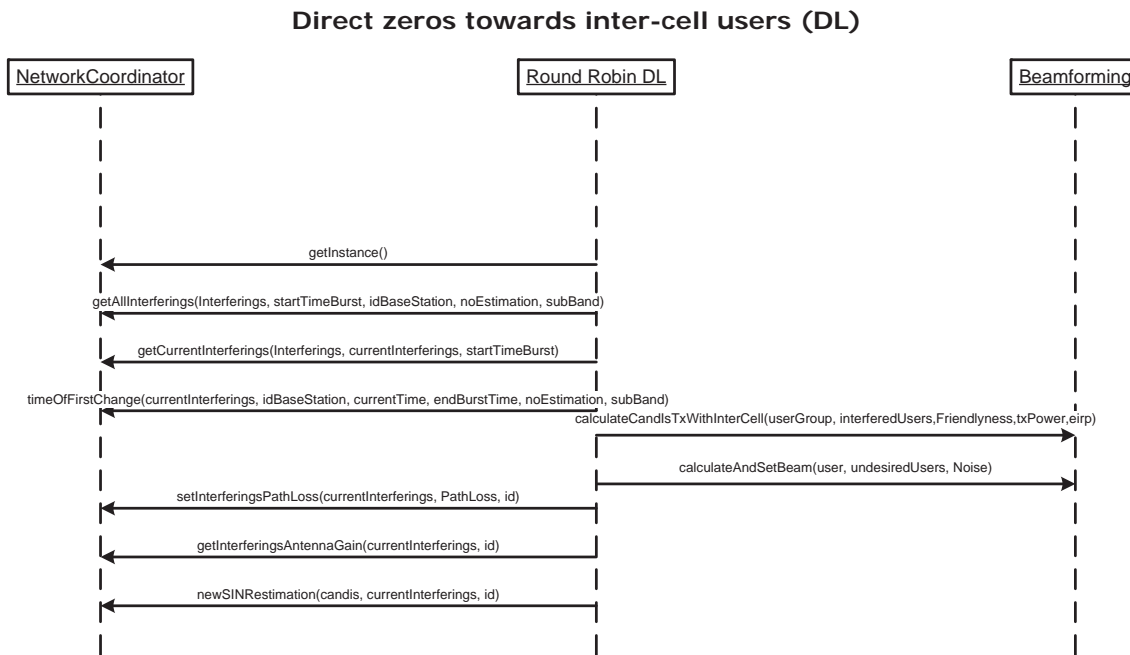 Direct zeros towards inter-cell users (DL)
NetworkCoordinator
Round Robin DL
Beamforming
getInstance()
getAllInterferings(Interferings, startTimeBurst, idBaseStation, noEstimation, subBand)
getCurrentInterferings(Interferings, currentInterferings, startTimeBurst)
timeOfFirstChange(currentInterferings, idBaseStation, currentTime, endBurstTime, noEstimation, subBand)
calculateCandIsTxWithInterCell(userGroup, interferedUsers,Friendlyness,txPower,eirp)
calculateAndSetBeam(user, undesiredUsers, Noise)
setInterferingsPathLoss(currentInterferings, PathLoss, id)
getInterferingsAntennaGain(currentInterferings, id)
newSINRestimation(candis, currentInterferings, id)